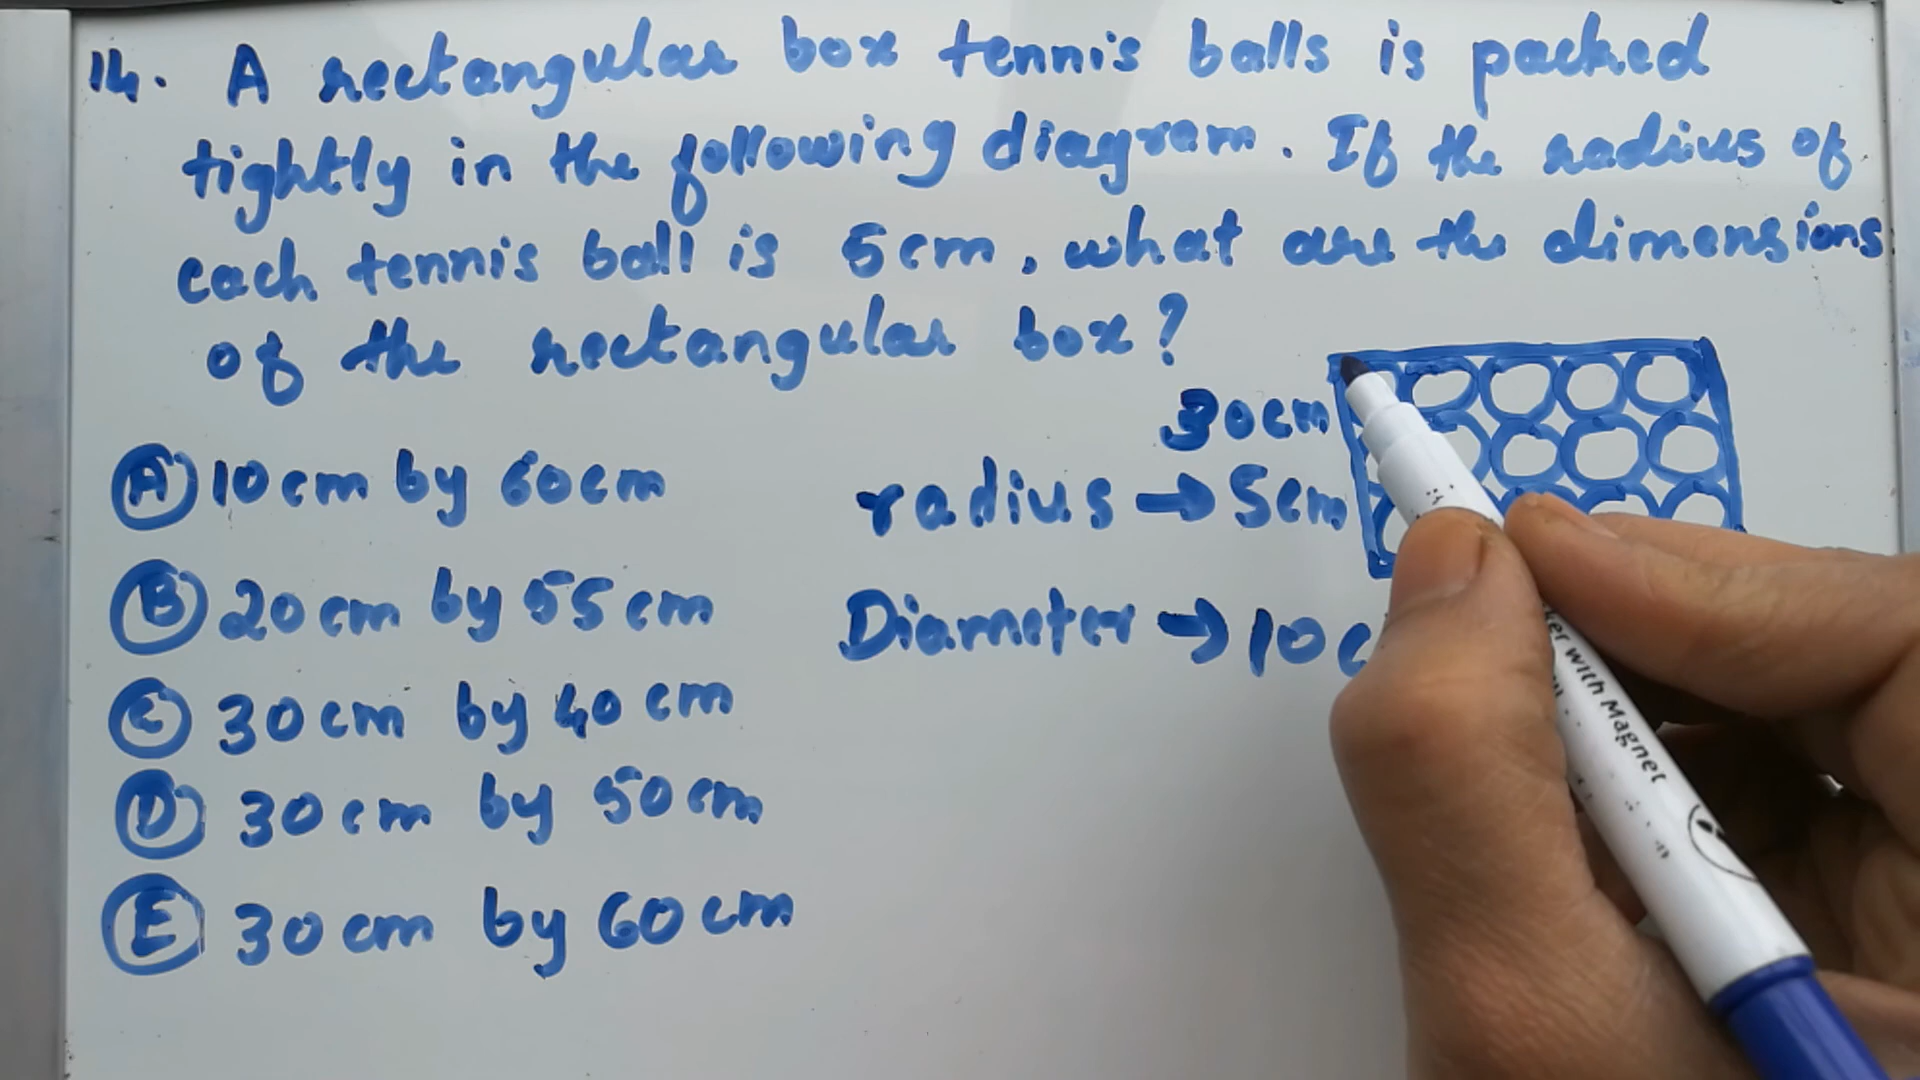 14. A rectangular box tennis balls is packed
tightly in the following diagram. If the radius of
each tennis ball is 5cm, what are the dimensions
of the rectangular box?
30cm
A 10cm by 60cm
radius → 5cm
B 20cm by 55cm
Diameter → 10c
C 30cm by 40cm
D 30cm by 50cm
E 30cm by 60cm
with Magnet